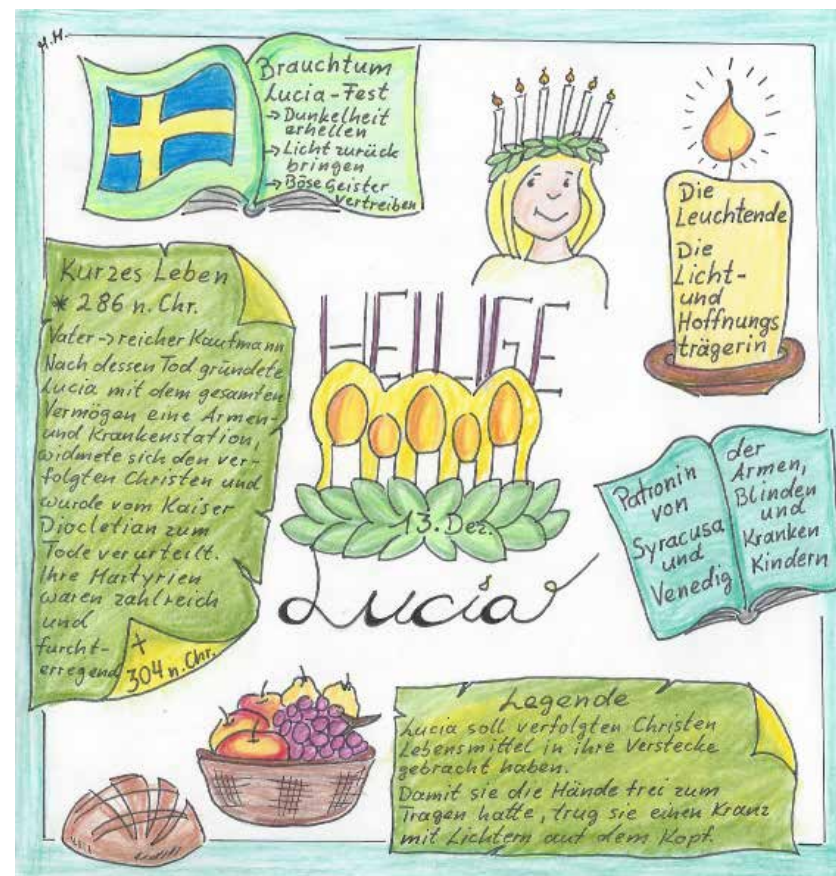 H.H.
Brauchtum
Lucia-Fest
→ Dunkelheit
erhellen
→ Licht zurück
bringen
→ Böse Geister
vertreiben
Die
Leuchtende
Die
Licht-
und
Hoffnungs
trägerin
Kurzes Leben
* 286 n. Chr.
Vater → reicher Kaufmann
Nach dessen Tod gründete
Lucia mit dem gesamten
Vermögen eine Armen-
und Krankenstation,
widmete sich den ver-
folgten Christen und
wurde vom Kaiser
Diocletian zum
Tode verurteilt.
Ihre Martyrien
waren zahlreich
und
furcht-
erregend
† 304 n. Chr.
HEILIGE
13. Dez.
Lucia
Patronin
von
Syracusa
und
Venedig
der
Armen,
Blinden
und
Kranken
Kindern
Legende
Lucia soll verfolgten Christen
Lebensmittel in ihre Verstecke
gebracht haben.
Damit sie die Hände frei zum
Tragen hatte, trug sie einen Kranz
mit Lichtern auf dem Kopf.